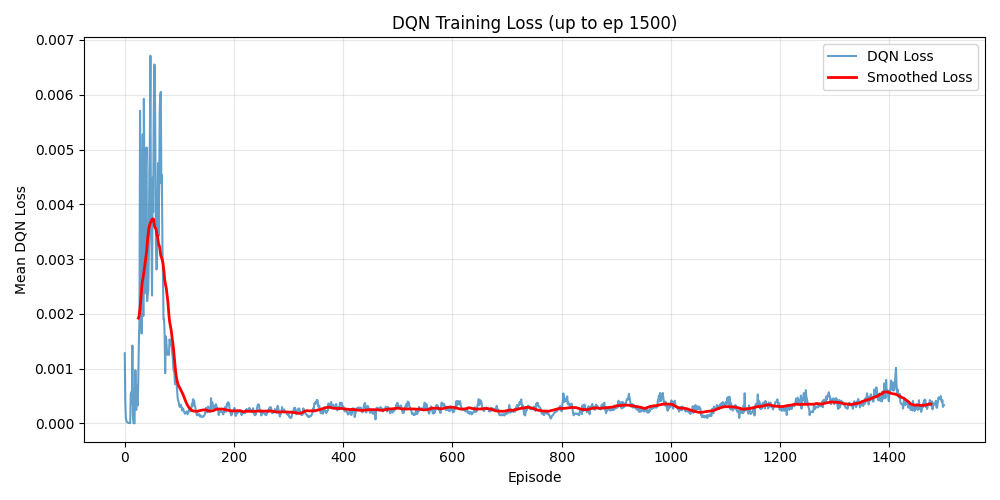 DQN Training Loss (up to ep 1500)
DQN Loss
Smoothed Loss
Mean DQN Loss
0.007
0.006
0.005
0.004
0.003
0.002
0.001
0.000
0 200 400 600 800 1000 1200 1400
Episode